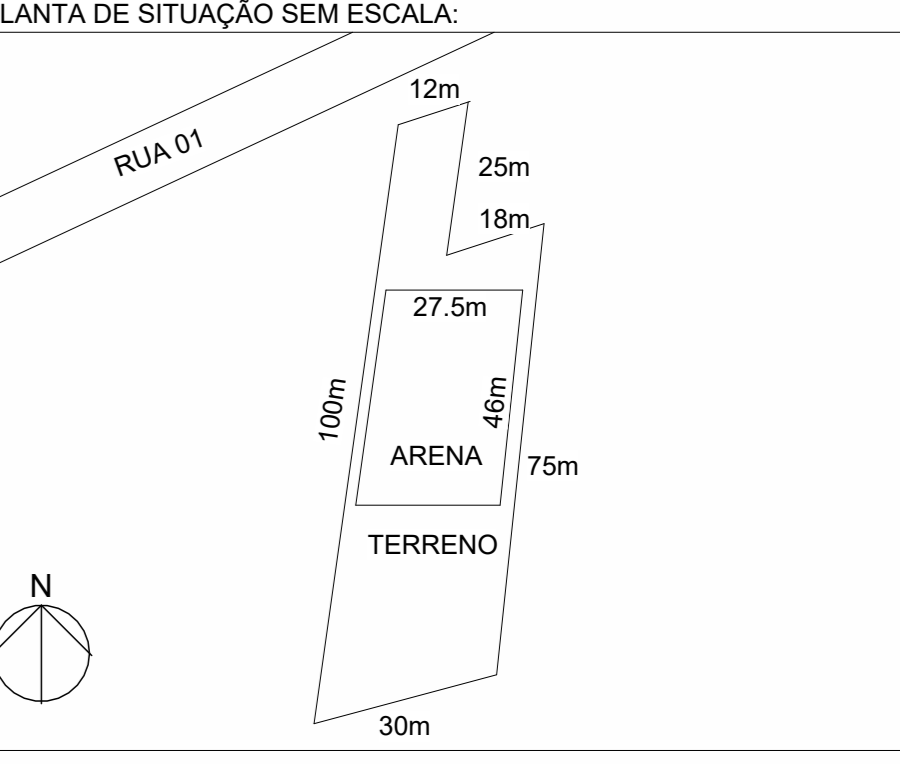 LANTA DE SITUAÇÃO SEM ESCALA:
12m
RUA 01
25m
18m
27.5m
100m
46m
ARENA
75m
TERRENO
N
30m